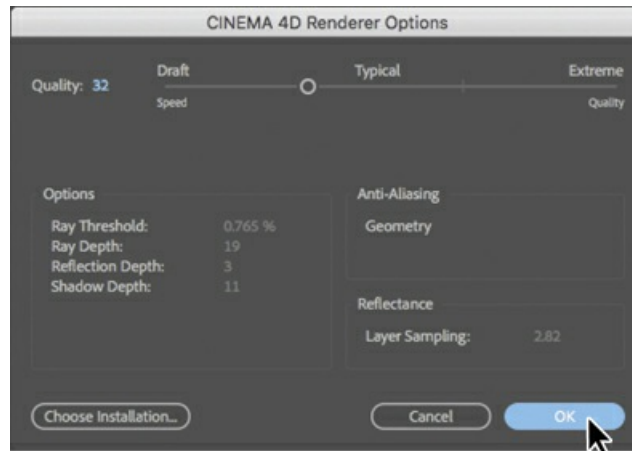 CINEMA 4D Renderer Options
Draft Typical Extreme
Quality: 32
Speed Quality
Options
Ray Threshold: 0.765 %
Ray Depth: 19
Reflection Depth: 3
Shadow Depth: 11
Anti-Aliasing
Geometry
Reflectance
Layer Sampling: 2.82
Choose Installation...
Cancel
OK